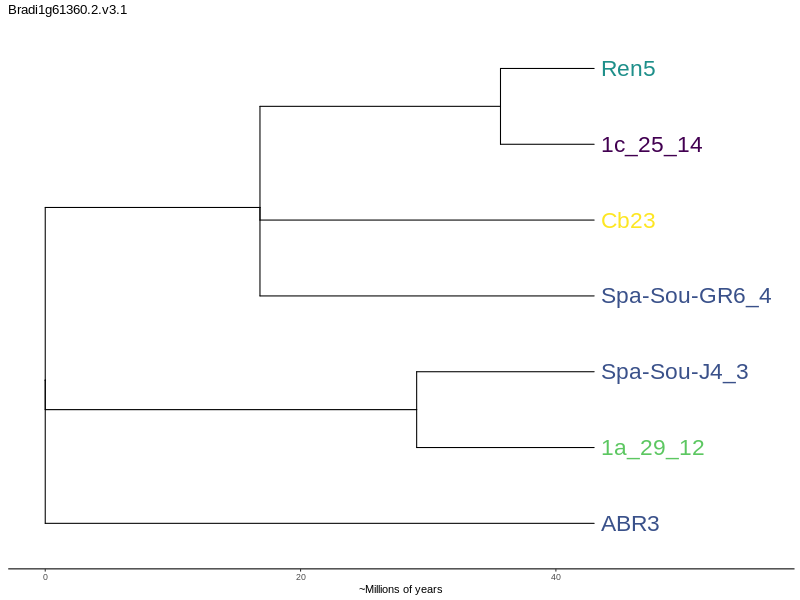 Bradi1g61360.2.v3.1
Ren5
1c_25_14
Cb23
Spa-Sou-GR6_4
Spa-Sou-J4_3
1a_29_12
ABR3
0 20 40
~Millions of years